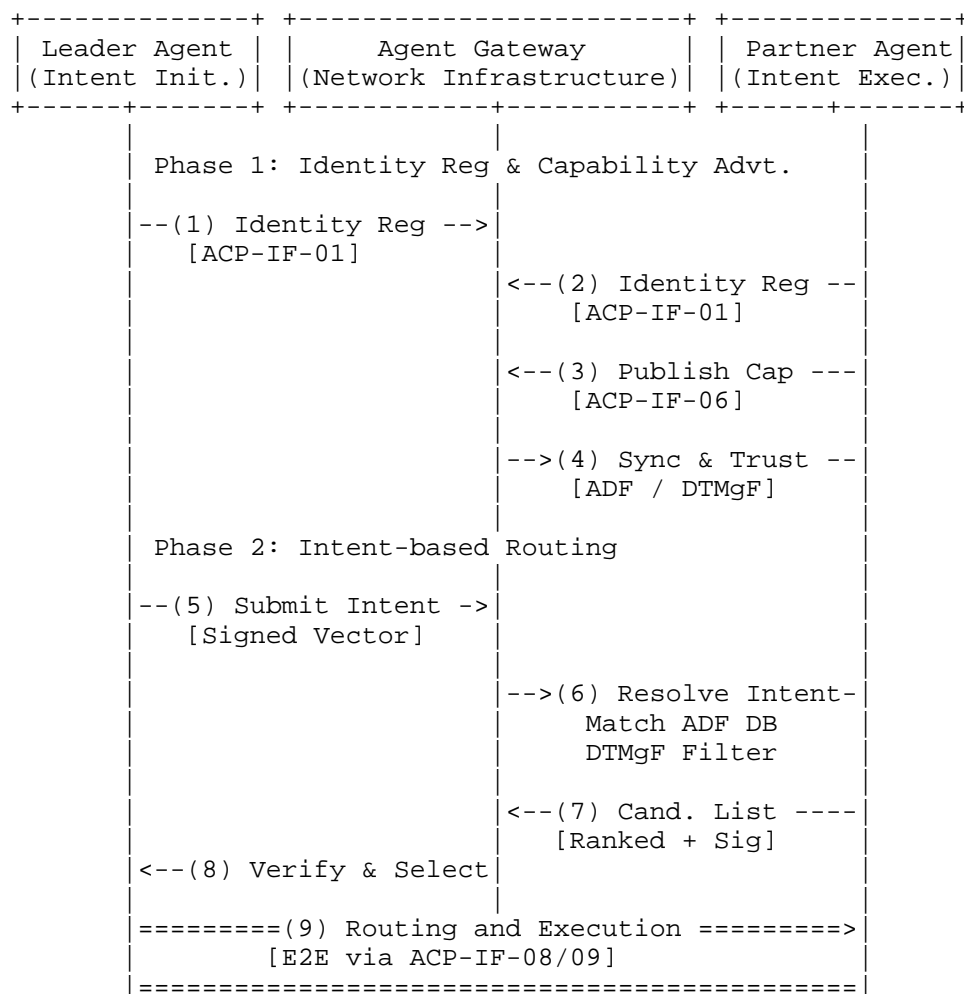 +--------------+ +------------------------+ +--------------+
| Leader Agent | |     Agent Gateway      | | Partner Agent|
|(Intent Init.)| |(Network Infrastructure)| |(Intent Exec.)|
+------+-------+ +------------+-----------+ +------+-------+
Phase 1: Identity Reg & Capability Advt.
|--(1) Identity Reg -->|
[ACP-IF-01]
|<--(2) Identity Reg --|
[ACP-IF-01]
|<--(3) Publish Cap ---|
[ACP-IF-06]
|-->(4) Sync & Trust --|
[ADF / DTMgF]
Phase 2: Intent-based Routing
|--(5) Submit Intent ->|
[Signed Vector]
|-->(6) Resolve Intent-|
Match ADF DB
DTMgF Filter
|<--(7) Cand. List ----|
[Ranked + Sig]
|<--(8) Verify & Select|
|=========(9) Routing and Execution =========>|
[E2E via ACP-IF-08/09]
|=============================================|